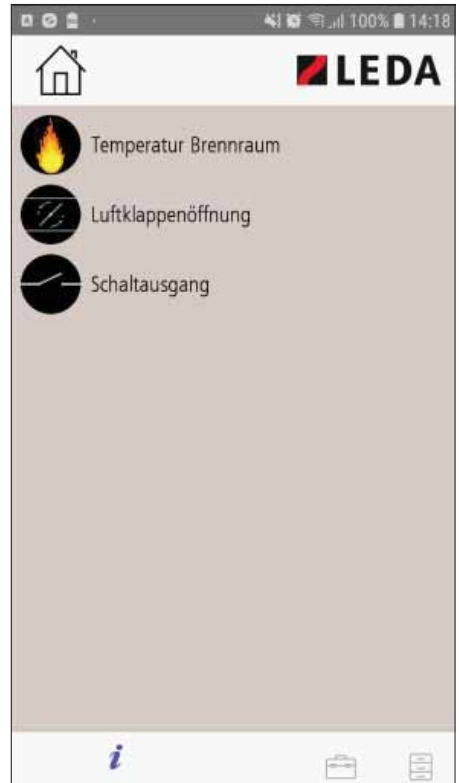 100% 14:18
LEDA
Temperatur Brennraum
Luftklappenöffnung
Schaltausgang
i